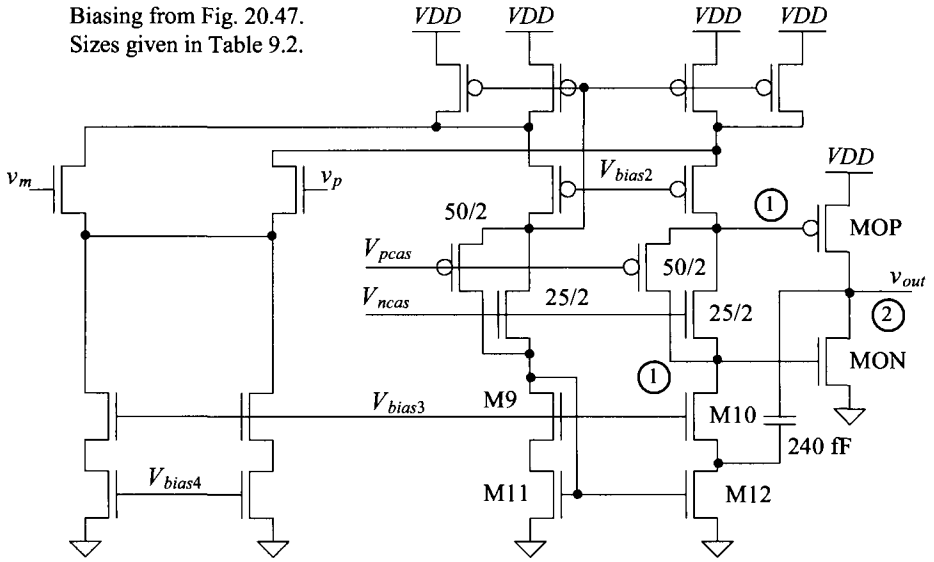 Biasing from Fig. 20.47.
Sizes given in Table 9.2.
VDD
VDD
VDD
VDD
VDD
v_m
v_p
V_bias2
1
MOP
50/2
50/2
V_pcas
V_ncas
25/2
25/2
v_out
2
1
MON
V_bias3
M9
M10
240 fF
V_bias4
M11
M12